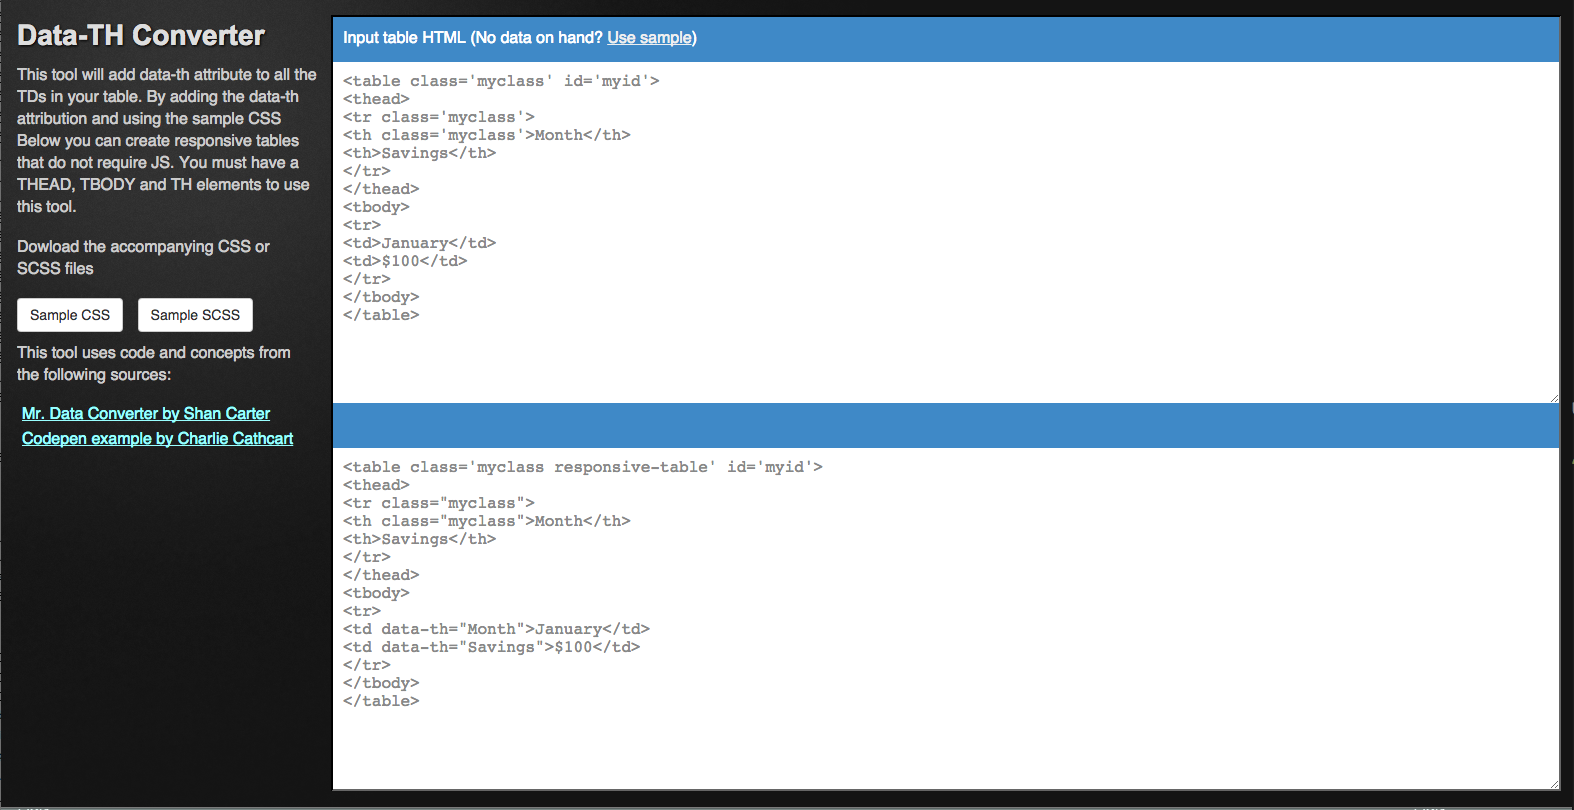 Data-TH Converter
This tool will add data-th attribute to all the
TDs in your table. By adding the data-th
attribution and using the sample CSS
Below you can create responsive tables
that do not require JS. You must have a
THEAD, TBODY and TH elements to use
this tool.
Dowload the accompanying CSS or
SCSS files
Sample CSS
Sample SCSS
This tool uses code and concepts from
the following sources:
Mr. Data Converter by Shan Carter
Codepen example by Charlie Cathcart
Input table HTML (No data on hand? Use sample)
<table class='myclass' id='myid'>
<thead>
<tr class='myclass'>
<th class='myclass'>Month</th>
<th>Savings</th>
</tr>
</thead>
<tbody>
<tr>
<td>January</td>
<td>$100</td>
</tr>
</tbody>
</table>
<table class='myclass responsive-table' id='myid'>
<thead>
<tr class="myclass">
<th class="myclass">Month</th>
<th>Savings</th>
</tr>
</thead>
<tbody>
<tr>
<td data-th="Month">January</td>
<td data-th="Savings">$100</td>
</tr>
</tbody>
</table>